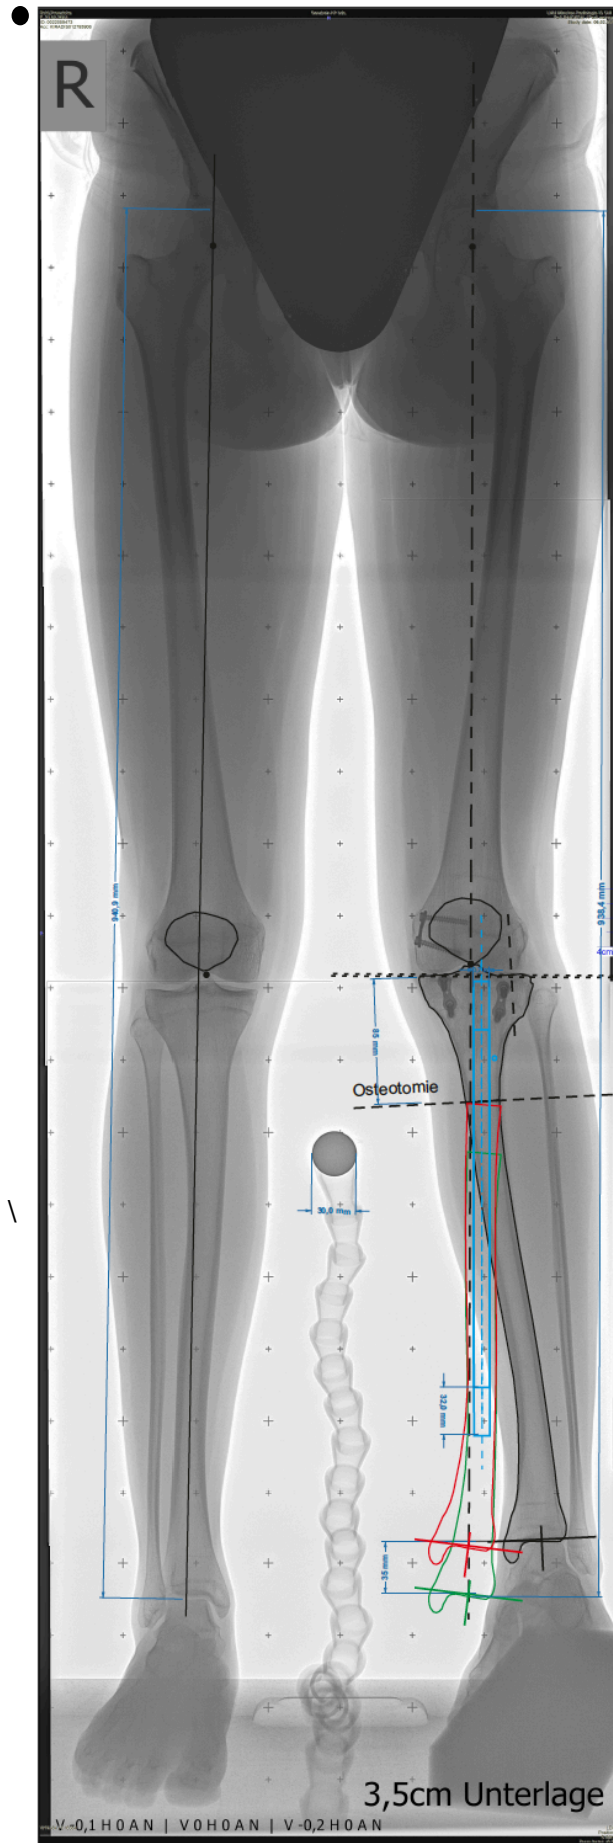 R
940,9 mm
938,4 mm
4cm
85 mm
Osteotomie
30,0 mm
\
32,0 mm
35 mm
3,5cm Unterlage
V -0,1 H 0 A N | V 0 H 0 A N | V -0,2 H 0 A N